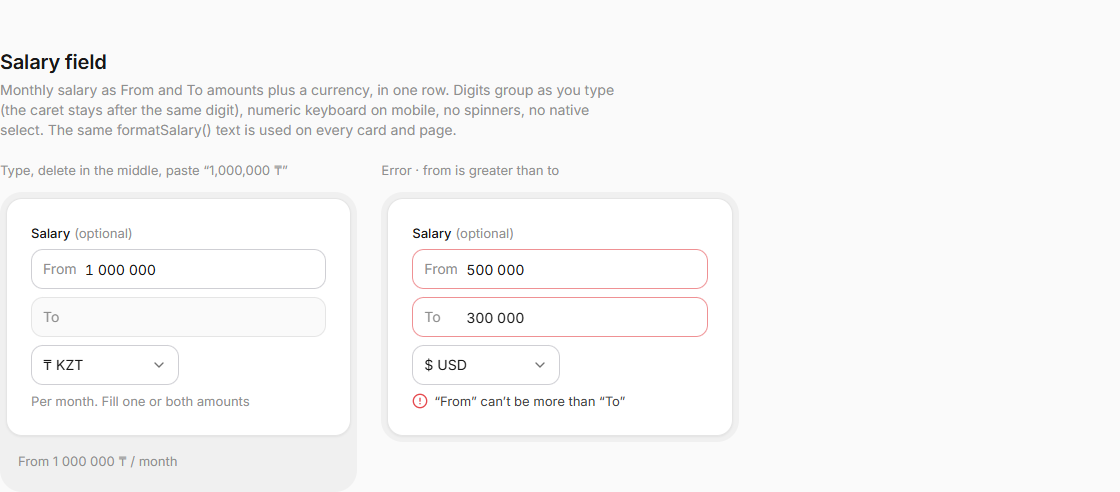 Salary field
Monthly salary as From and To amounts plus a currency, in one row. Digits group as you type
(the caret stays after the same digit), numeric keyboard on mobile, no spinners, no native
select. The same formatSalary() text is used on every card and page.
Type, delete in the middle, paste “1,000,000 ₸”
Salary (optional)
From 1 000 000
To
₸ KZT
Per month. Fill one or both amounts
From 1 000 000 ₸ / month
Error · from is greater than to
Salary (optional)
From 500 000
To 300 000
$ USD
“From” can’t be more than “To”